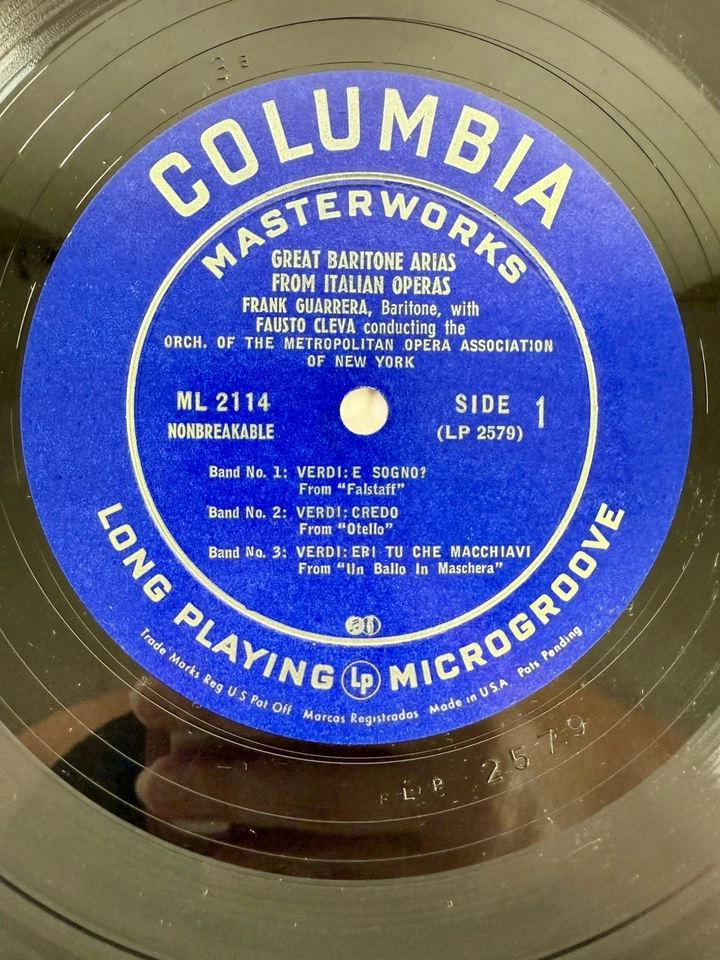 3 E
COLUMBIA
MASTERWORKS
GREAT BARITONE ARIAS
FROM ITALIAN OPERAS
FRANK GUARRERA, Baritone, with
FAUSTO CLEVA conducting the
ORCH. OF THE METROPOLITAN OPERA ASSOCIATION
OF NEW YORK
ML 2114
NONBREAKABLE
SIDE 1
(LP 2579)
Band No. 1: VERDI: E SOGNO?
From "Falstaff"
Band No. 2: VERDI: CREDO
From "Otello"
Band No. 3: VERDI: ERI TU CHE MACCHIAVI
From "Un Ballo In Maschera"
LONG PLAYING Lp MICROGROOVE
Trade Marks Reg U S Pat Off Marcas Registradas Made in U.S.A Pats Pending
LP 2579